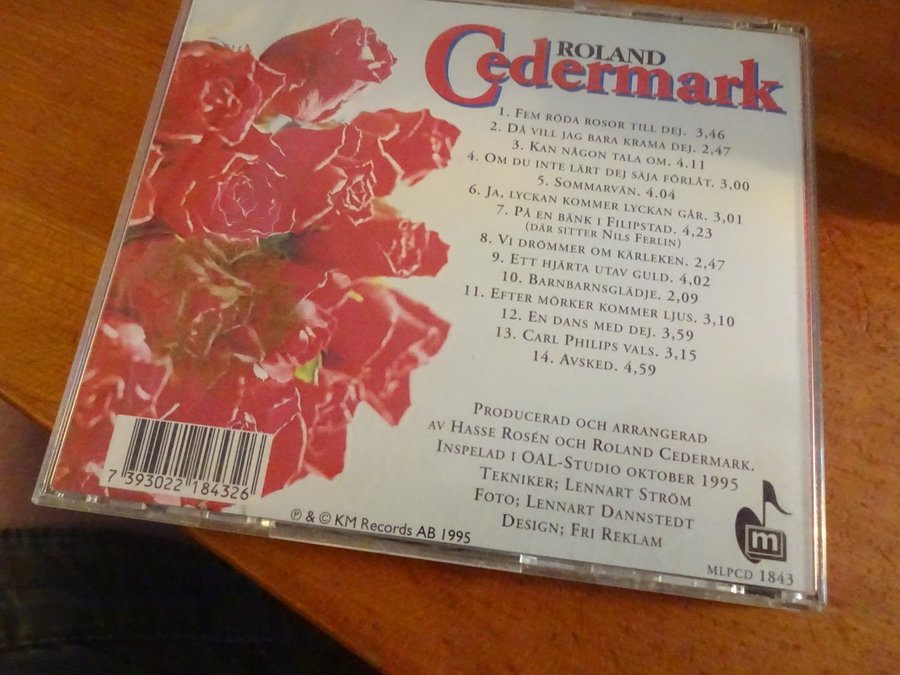 ROLAND
Cedermark
1. FEM RÖDA ROSOR TILL DEJ. 3,46
2. DÅ VILL JAG BARA KRAMA DEJ. 2,47
3. KAN NÅGON TALA OM. 4.11
4. OM DU INTE LÄRT DEJ SÄJA FÖRLÅT. 3,00
5. SOMMARVÄN. 4.04
6. JA, LYCKAN KOMMER LYCKAN GÅR. 3,01
7. PÅ EN BÄNK I FILIPSTAD. 4,23
(DÄR SITTER NILS FERLIN)
8. VI DRÖMMER OM KÄRLEKEN. 2,47
9. ETT HJÄRTA UTAV GULD. 4,02
10. BARNBARNSGLÄDJE. 2,09
11. EFTER MÖRKER KOMMER LJUS. 3,10
12. EN DANS MED DEJ. 3,59
13. CARL PHILIPS VALS. 3,15
14. AVSKED. 4,59
PRODUCERAD OCH ARRANGERAD
AV HASSE ROSÉN OCH ROLAND CEDERMARK.
INSPELAD I OAL-STUDIO OKTOBER 1995
TEKNIKER; LENNART STRÖM
FOTO; LENNART DANNSTEDT
DESIGN; FRI REKLAM
7 393022 184326
℗ & © KM Records AB 1995
m
MLPCD 1843